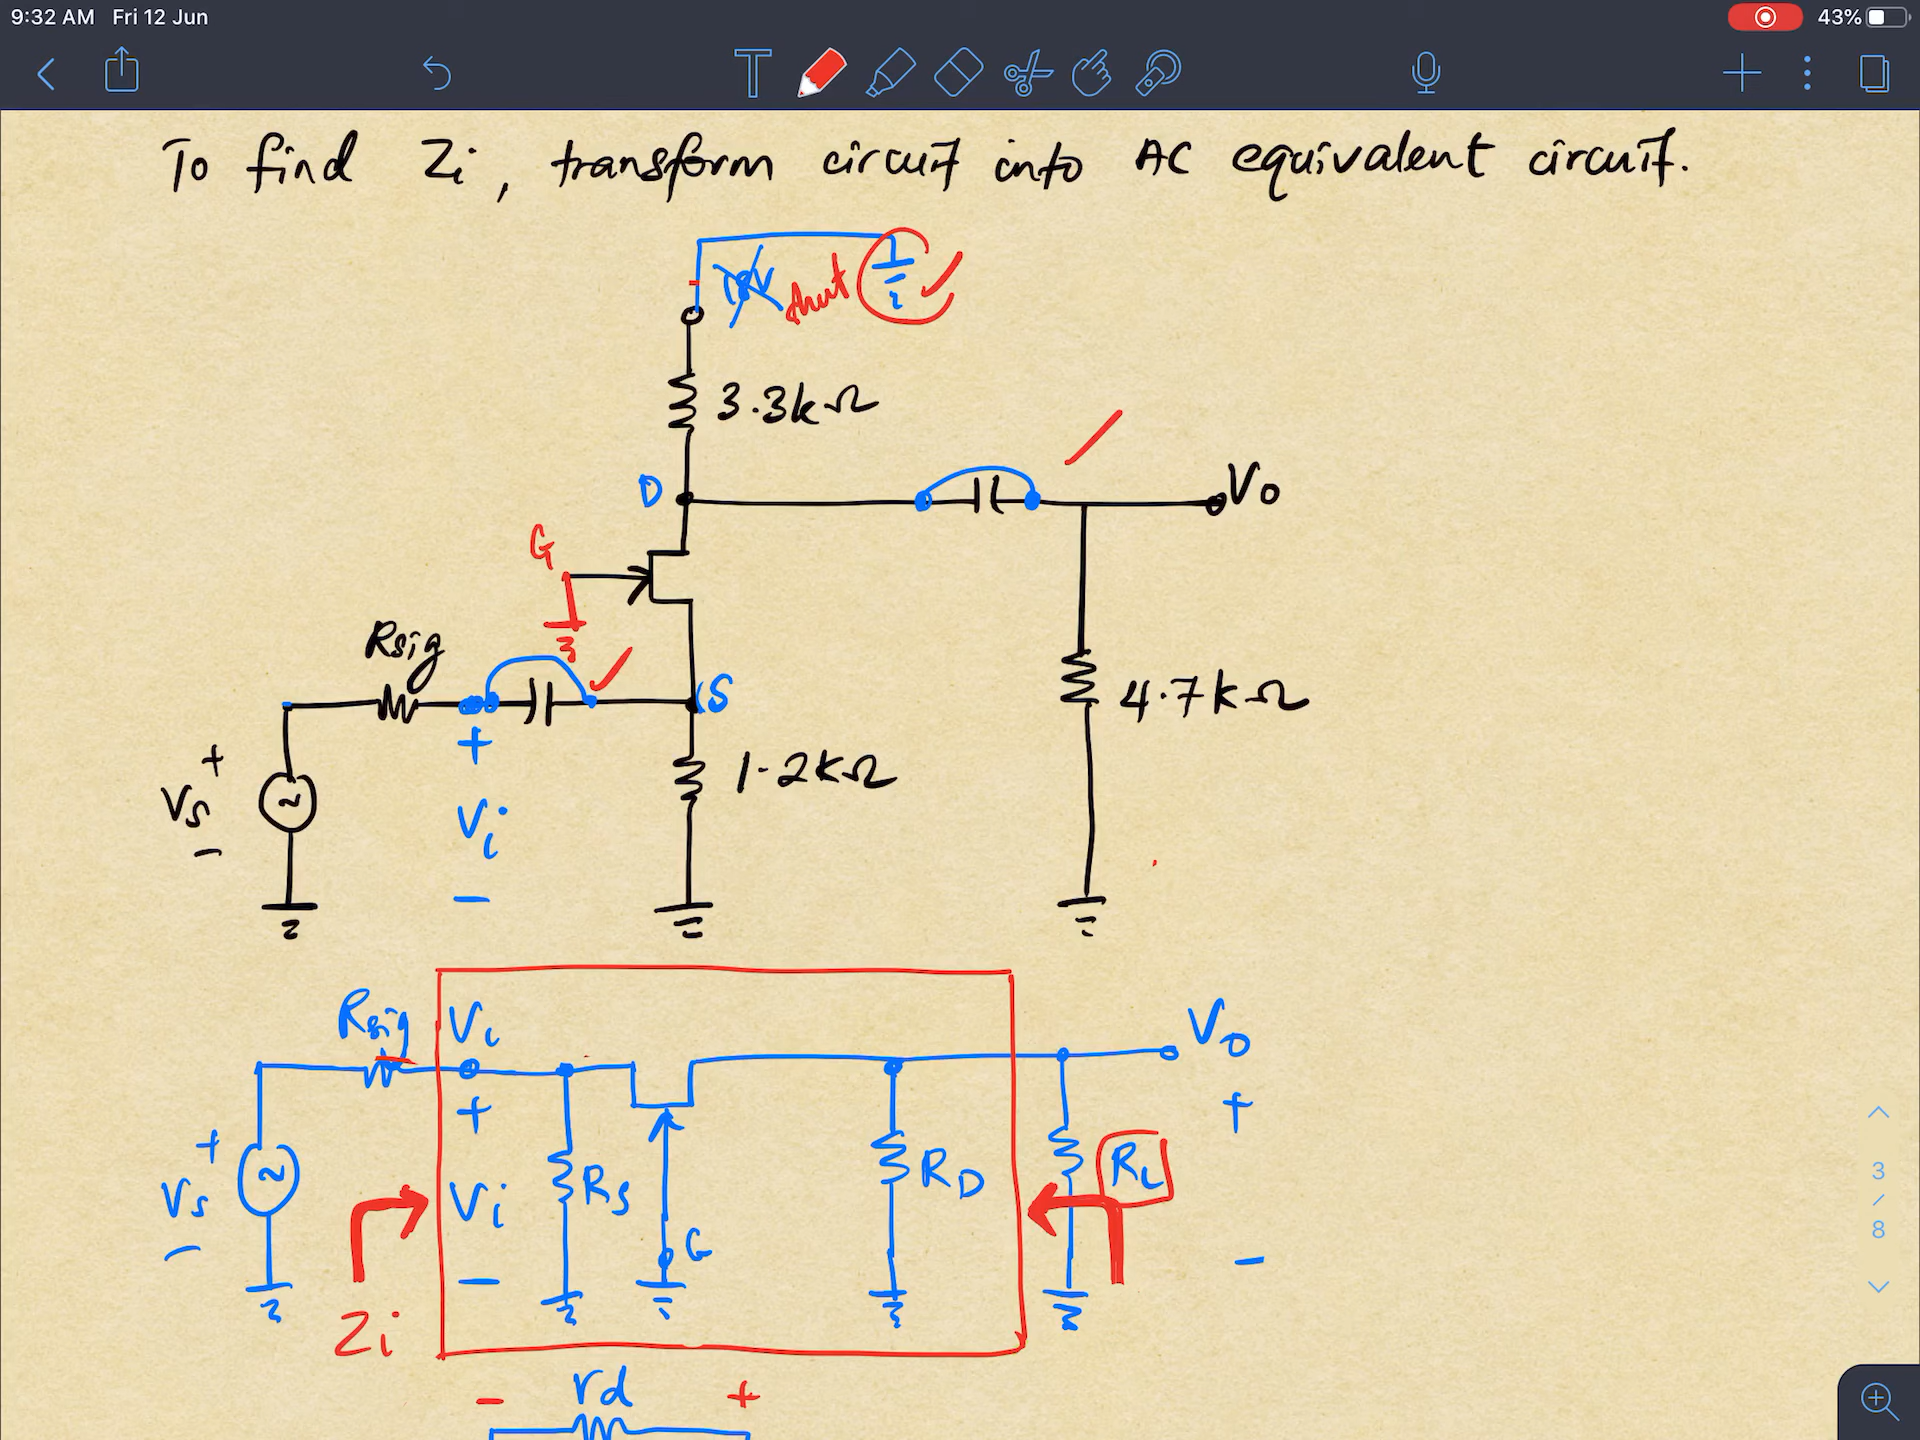 9:32 AM Fri 12 Jun
43%
T
To find Zi, transform circuit into AC equivalent circuit.
18V shut
3.3kΩ
D
Vo
G
Rsig
S
4.7kΩ
+
+
1.2kΩ
Vs
Vi
-
-
Rsig
Vi
Vo
+
+
+
Vs
Vi
RS
RD
RL
G
-
-
-
Zi
3
/
8
-
rd
+